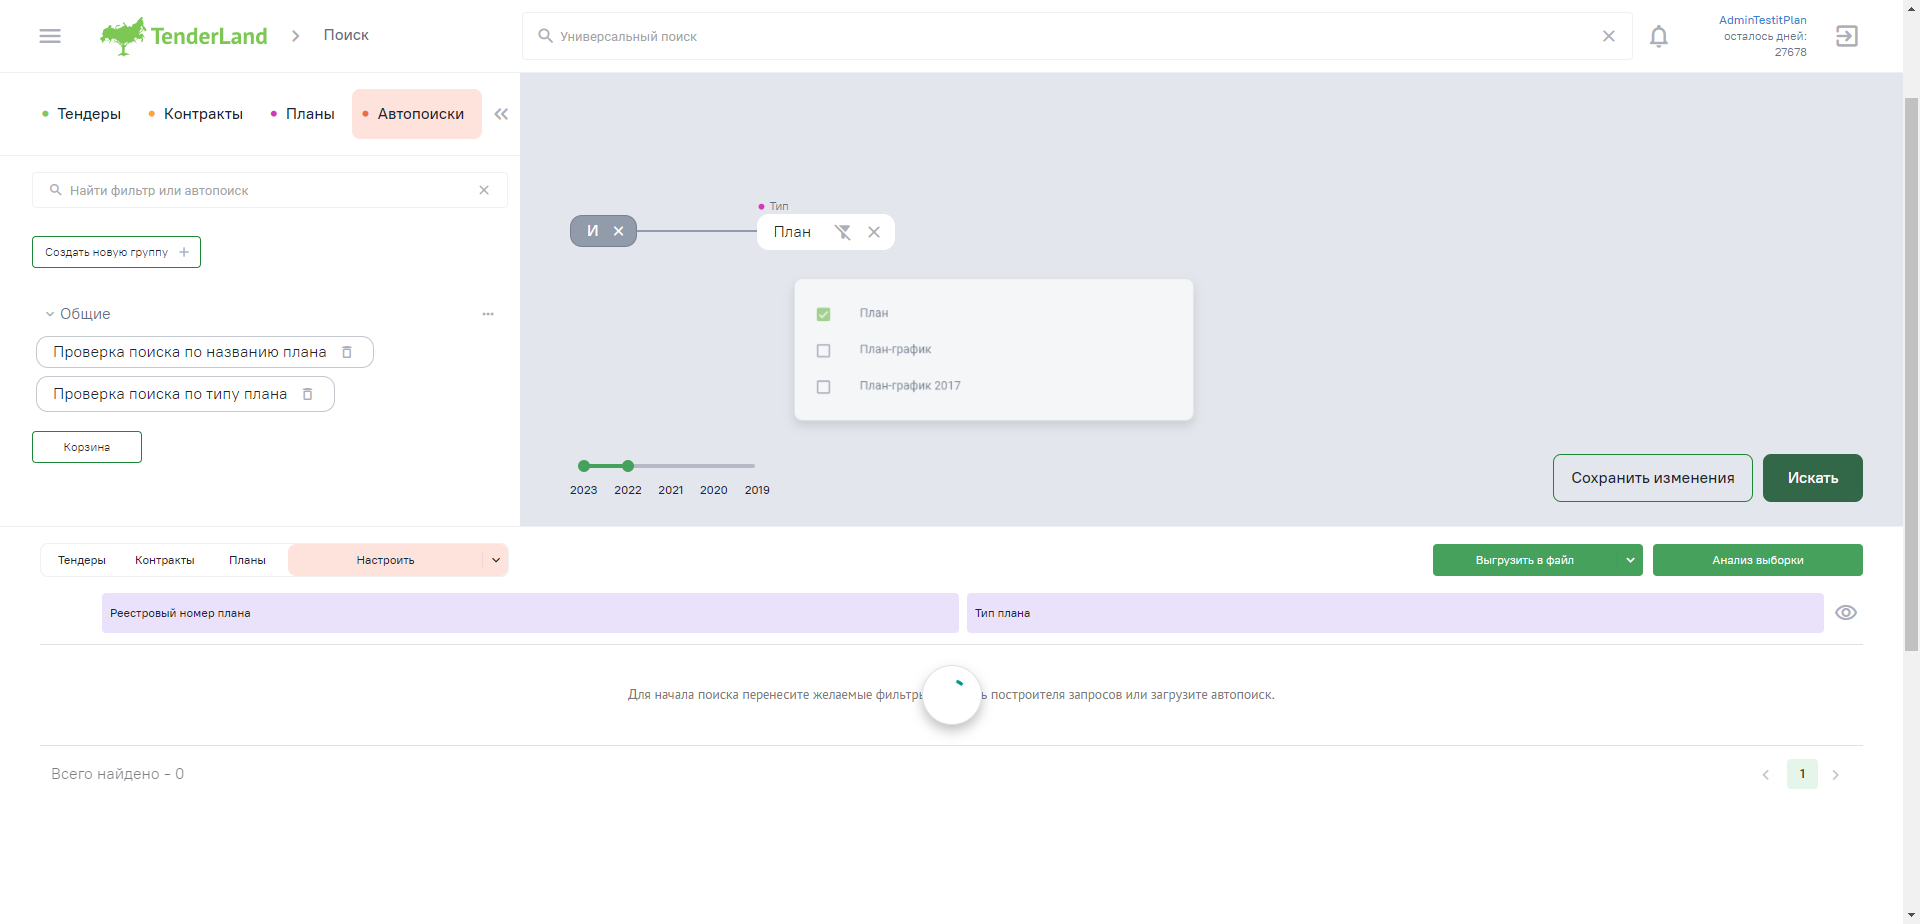 TenderLand
Поиск
Универсальный поиск
AdminTestitPlan
осталось дней:
27678
Тендеры
Контракты
Планы
Автопоиски
Найти фильтр или автопоиск
Создать новую группу
Общие
Проверка поиска по названию плана
Проверка поиска по типу плана
Корзина
И
Тип
План
План
План-график
План-график 2017
2023 2022 2021 2020 2019
Сохранить изменения
Искать
Тендеры
Контракты
Планы
Настроить
Выгрузить в файл
Анализ выборки
Реестровый номер плана
Тип плана
Для начала поиска перенесите желаемые фильтры построителя запросов или загрузите автопоиск.
Всего найдено - 0
1